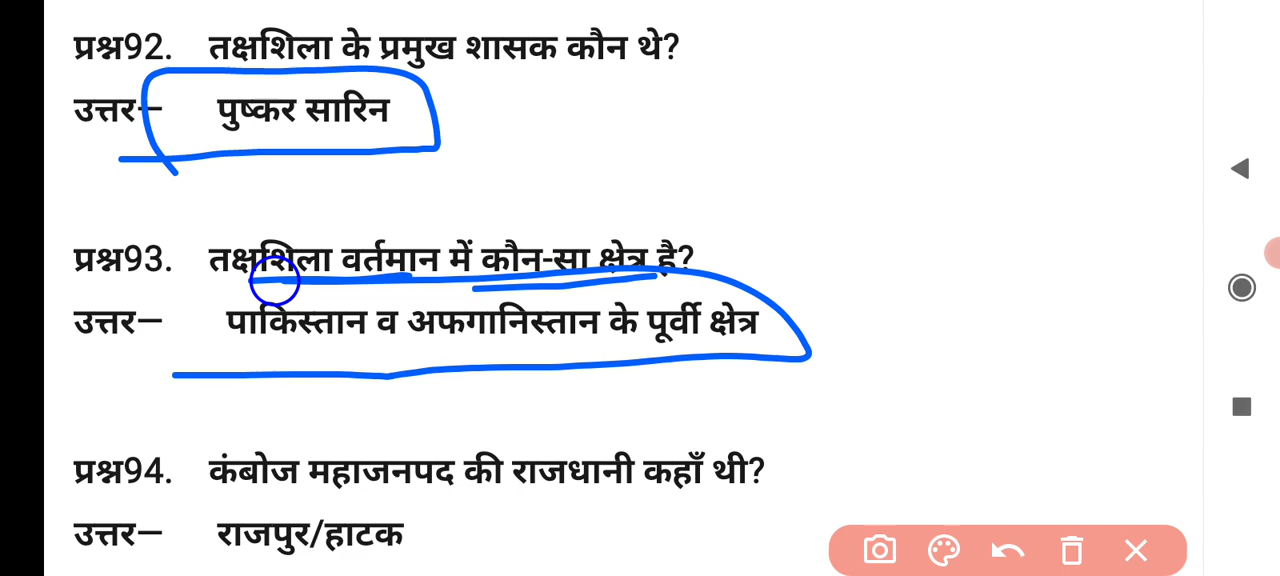 प्रश्न92. तक्षशिला के प्रमुख शासक कौन थे?
उत्तर– पुष्कर सारिन
प्रश्न93. तक्षशिला वर्तमान में कौन-सा क्षेत्र है?
उत्तर– पाकिस्तान व अफगानिस्तान के पूर्वी क्षेत्र
प्रश्न94. कंबोज महाजनपद की राजधानी कहाँ थी?
उत्तर– राजपुर/हाटक